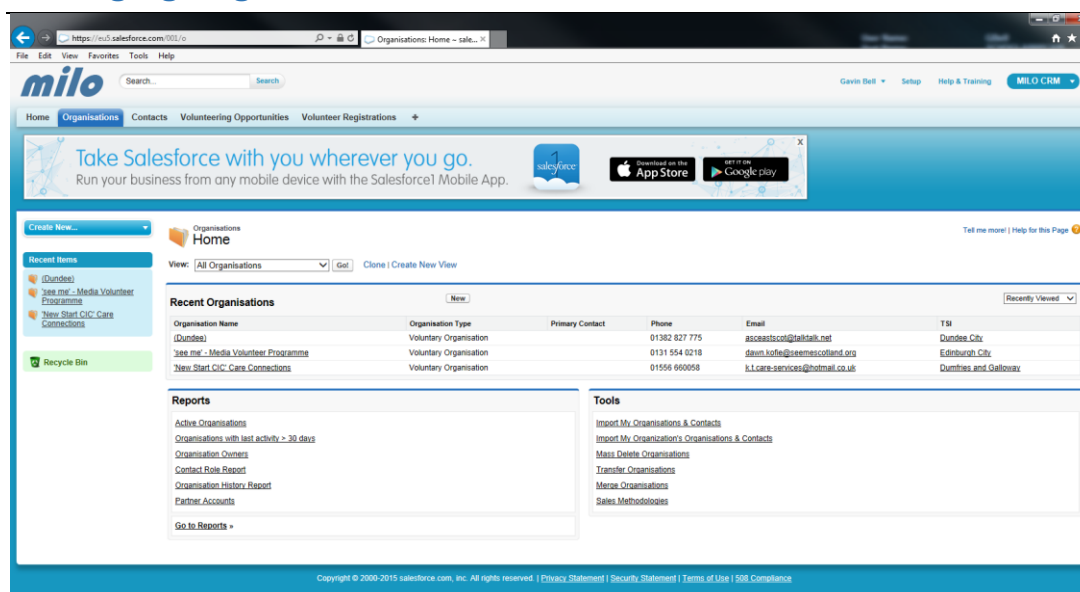 https://eu5.salesforce.com/001/o
Organisations: Home ~ sale...
File Edit View Favorites Tools Help
milo
Search...
Search
Gavin Bell
Setup
Help & Training
MILO CRM
Home Organisations Contacts Volunteering Opportunities Volunteer Registrations +
Take Salesforce with you wherever you go.
Run your business from any mobile device with the Salesforce1 Mobile App.
salesforce
1
Download on the
App Store
GET IT ON
Google play
X
Create New...
Recent Items
(Dundee)
'see me' - Media Volunteer
Programme
'New Start CIC' Care
Connections
Recycle Bin
Organisations
Home
Tell me more! | Help for this Page
View: All Organisations Go! Clone | Create New View
Recent Organisations New Recently Viewed
Organisation Name Organisation Type Primary Contact Phone Email TSI
(Dundee) Voluntary Organisation 01382 827 775 asceastscot@talktalk.net Dundee City
'see me' - Media Volunteer Programme Voluntary Organisation 0131 554 0218 dawn.kofie@seemescotland.org Edinburgh City
'New Start CIC' Care Connections Voluntary Organisation 01556 660058 k.t.care-services@hotmail.co.uk Dumfries and Galloway
Reports
Active Organisations
Organisations with last activity > 30 days
Organisation Owners
Contact Role Report
Organisation History Report
Partner Accounts
Go to Reports »
Tools
Import My Organisations & Contacts
Import My Organization's Organisations & Contacts
Mass Delete Organisations
Transfer Organisations
Merge Organisations
Sales Methodologies
Copyright © 2000-2015 salesforce.com, inc. All rights reserved. | Privacy Statement | Security Statement | Terms of Use | 508 Compliance